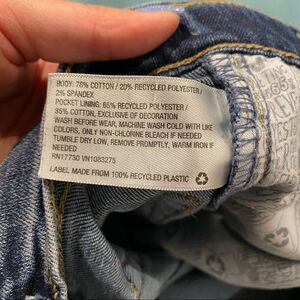 BODY: 78% COTTON / 20% RECYCLED POLYESTER /
2% SPANDEX
POCKET LINING: 65% RECYCLED POLYESTER /
35% COTTON, EXCLUSIVE OF DECORATION
WASH BEFORE WEAR, MACHINE WASH COLD WITH LIKE
COLORS, ONLY NON-CHLORINE BLEACH IF NEEDED
TUMBLE DRY LOW, REMOVE PROMPTLY, WARM IRON IF
NEEDED
RN17730 VN1083275
LABEL MADE FROM 100% RECYCLED PLASTIC